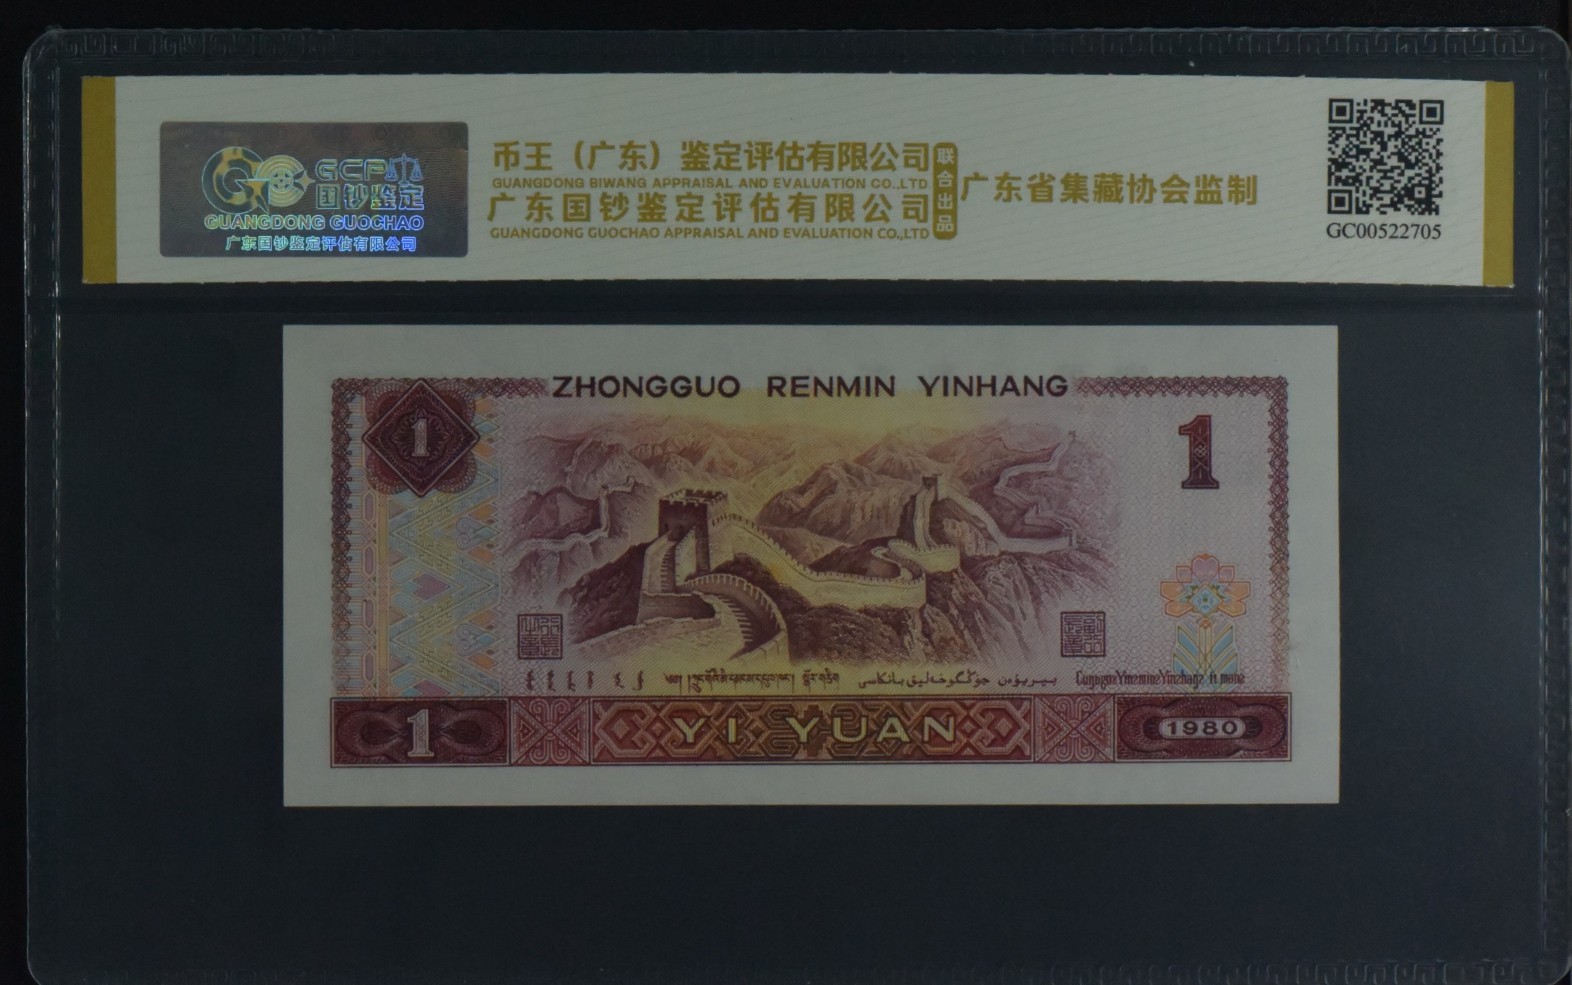 GCP
国钞鉴定
GUANGDONG GUOCHAO
广东国钞鉴定评估有限公司
币王（广东）鉴定评估有限公司
GUANGDONG BIWANG APPRAISAL AND EVALUATION CO.,LTD
广东国钞鉴定评估有限公司
GUANGDONG GUOCHAO APPRAISAL AND EVALUATION CO.,LTD
联合出品
广东省集藏协会监制
GC00522705
ZHONGGUO RENMIN YINHANG
1
1
1
YI YUAN
1980